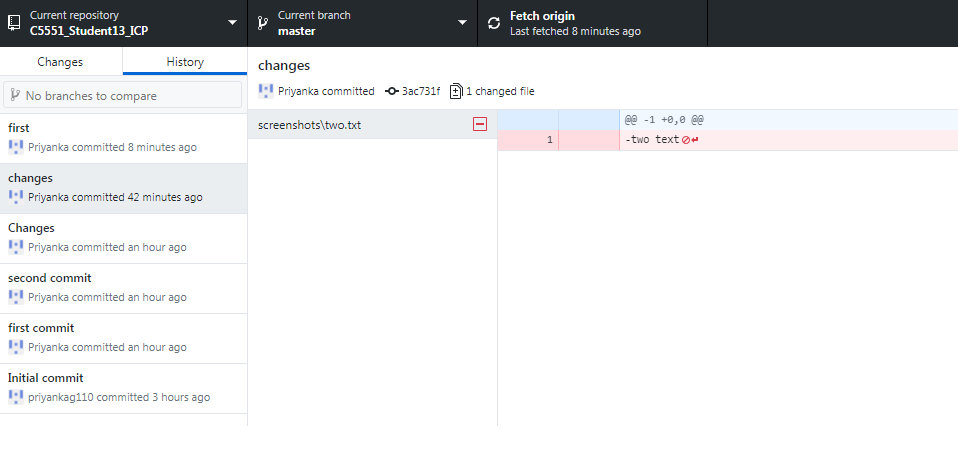 Current repository
C5551_Student13_ICP
Current branch
master
Fetch origin
Last fetched 8 minutes ago
Changes
History
No branches to compare
first
Priyanka committed 8 minutes ago
changes
Priyanka committed 42 minutes ago
Changes
Priyanka committed an hour ago
second commit
Priyanka committed an hour ago
first commit
Priyanka committed an hour ago
Initial commit
priyankag110 committed 3 hours ago
changes
Priyanka committed 3ac731f 1 changed file
screenshots\two.txt
@@ -1 +0,0 @@
1 -two text